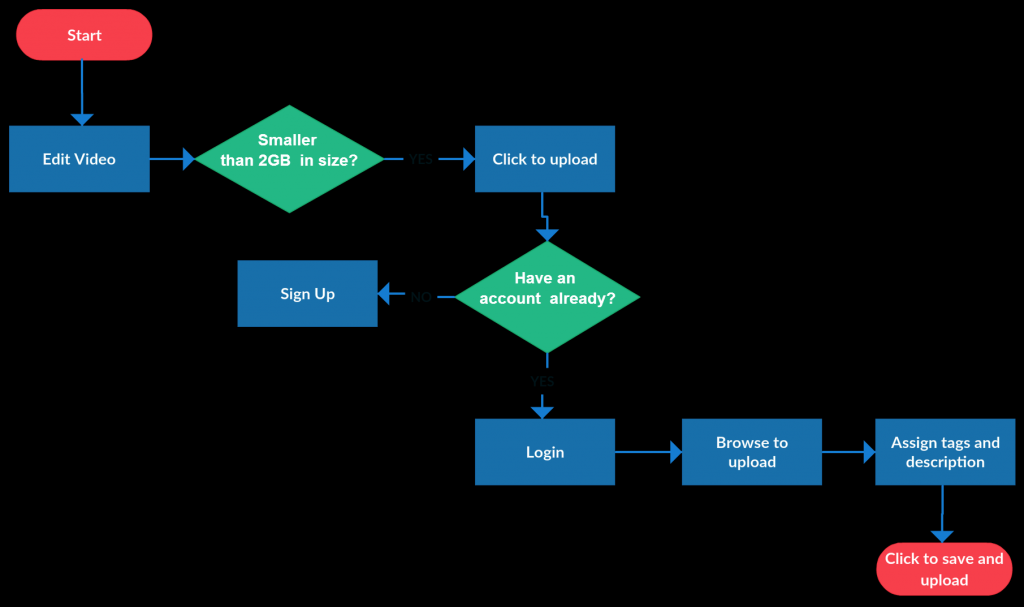 Start
Edit Video
Smaller
than 2GB in size?
YES
Click to upload
Have an
account already?
NO
Sign Up
YES
Login
Browse to
upload
Assign tags and
description
Click to save and
upload